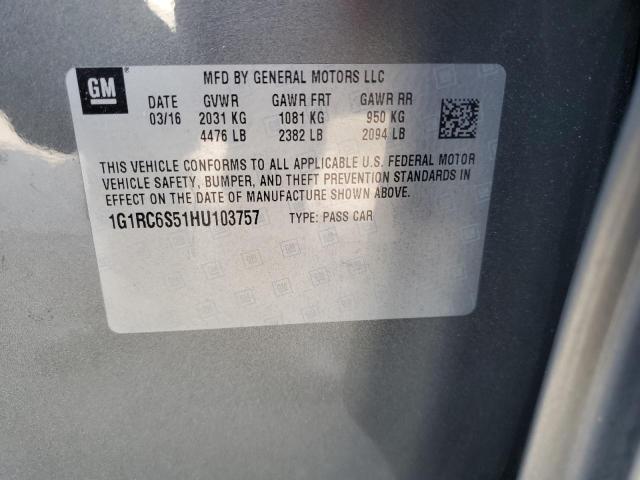 GM
MFD BY GENERAL MOTORS LLC
DATE GVWR GAWR FRT GAWR RR
03/16 2031 KG 1081 KG 950 KG
4476 LB 2382 LB 2094 LB
THIS VEHICLE CONFORMS TO ALL APPLICABLE U.S. FEDERAL MOTOR
VEHICLE SAFETY, BUMPER, AND THEFT PREVENTION STANDARDS IN
EFFECT ON THE DATE OF MANUFACTURE SHOWN ABOVE.
1G1RC6S51HU103757 TYPE: PASS CAR